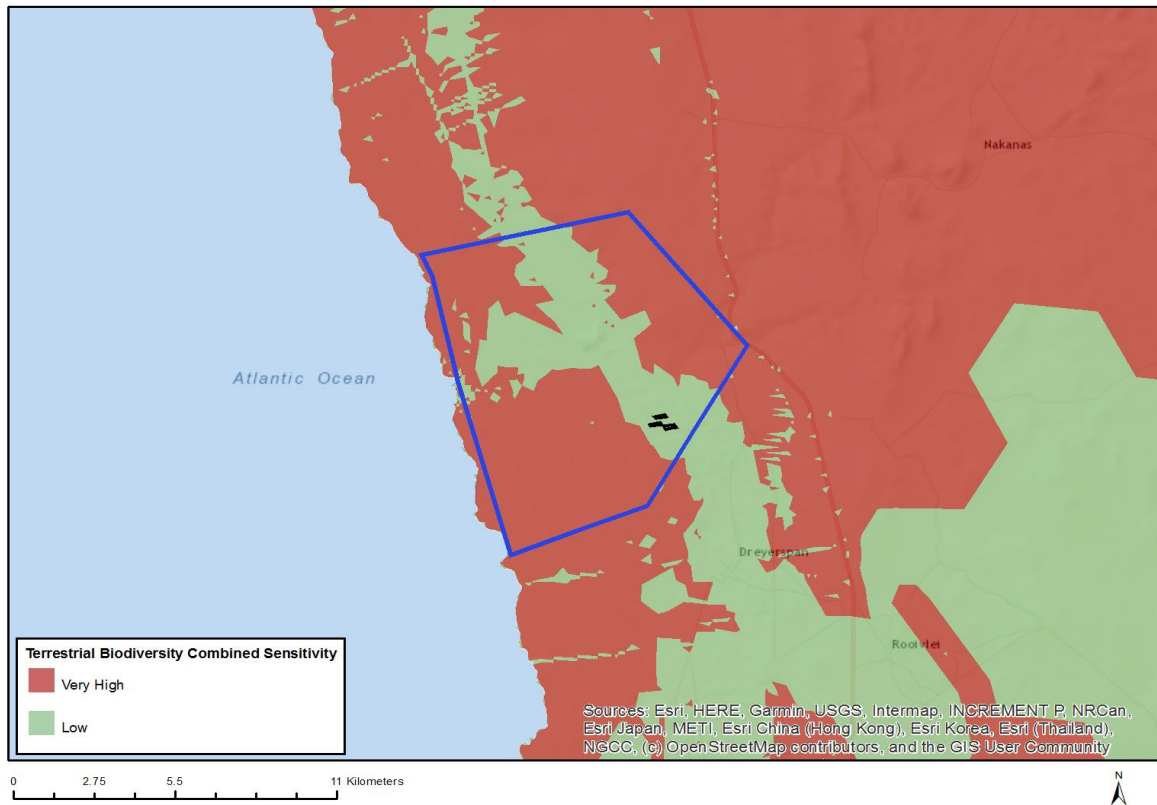 Nakanas
Atlantic Ocean
Dreyerspan
Rooivlei
Terrestrial Biodiversity Combined Sensitivity
Very High
Low
Sources: Esri, HERE, Garmin, USGS, Intermap, INCREMENT P, NRCan,
Esri Japan, METI, Esri China (Hong Kong), Esri Korea, Esri (Thailand),
NGCC, (c) OpenStreetMap contributors, and the GIS User Community
0 2.75 5.5 11 Kilometers
N